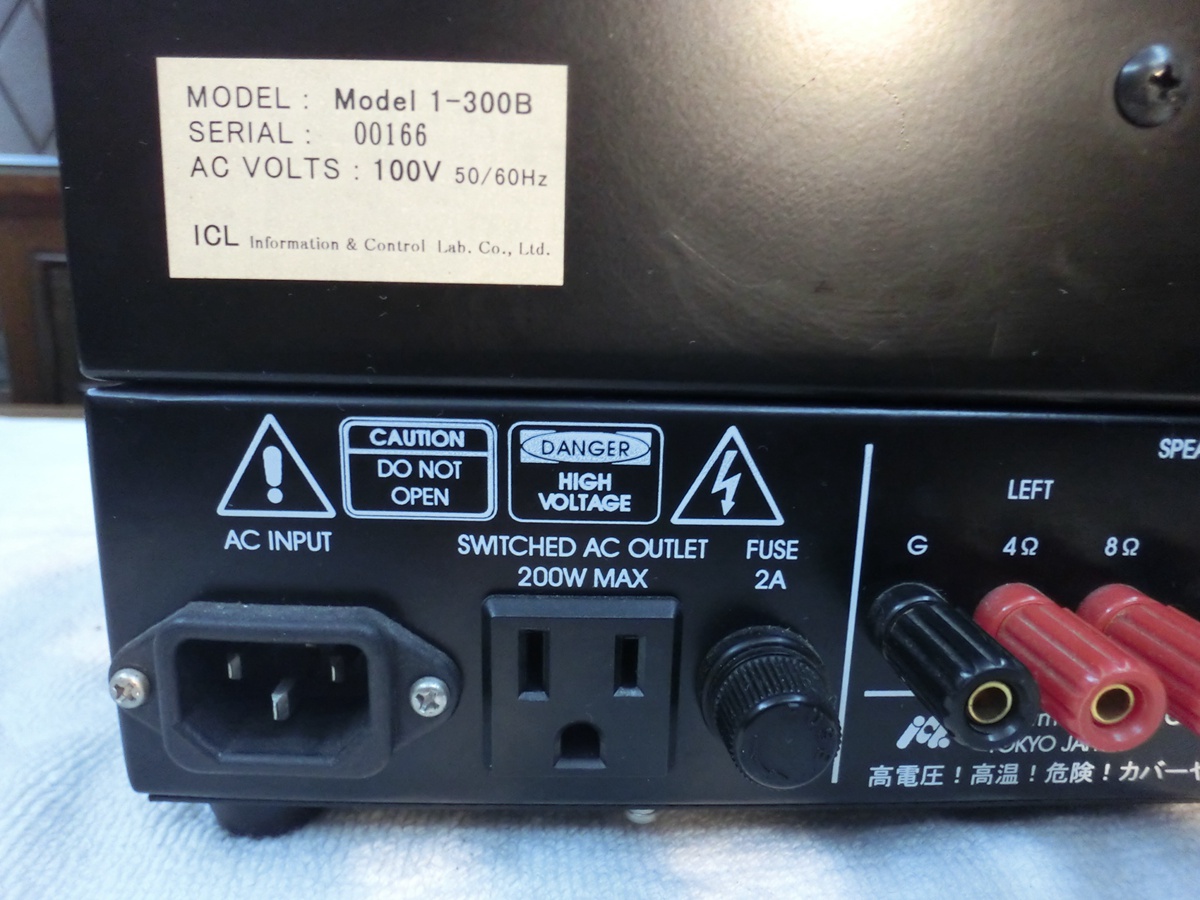 MODEL : Model 1-300B
SERIAL : 00166
AC VOLTS : 100V 50/60Hz
ICL Information & Control Lab. Co., Ltd.
CAUTION
DO NOT
OPEN
DANGER
HIGH
VOLTAGE
AC INPUT
SWITCHED AC OUTLET
200W MAX
FUSE
2A
LEFT
G 4Ω 8Ω
TOKYO
高電圧！高温！危険！カバー